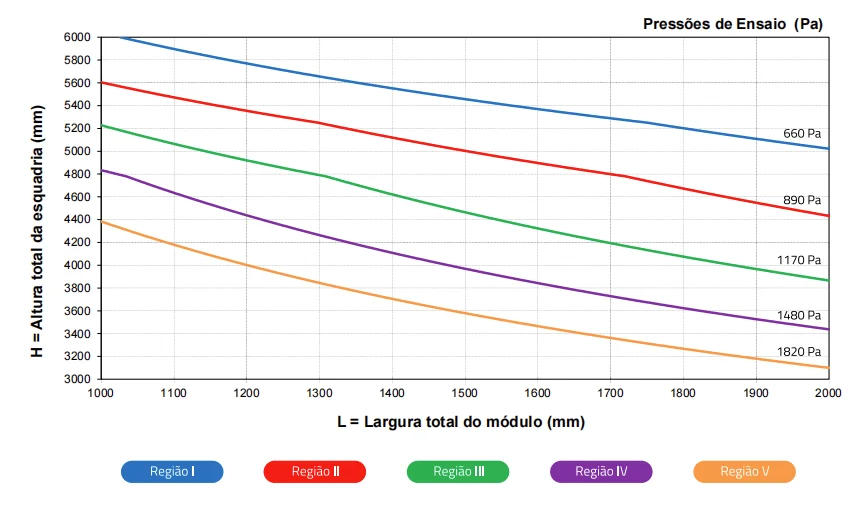 Pressões de Ensaio (Pa)
H = Altura total da esquadria (mm)
6000
5800
5600
5400
5200
5000
4800
4600
4400
4200
4000
3800
3600
3400
3200
3000
660 Pa
890 Pa
1170 Pa
1480 Pa
1820 Pa
1000 1100 1200 1300 1400 1500 1600 1700 1800 1900 2000
L = Largura total do módulo (mm)
Região I Região II Região III Região IV Região V